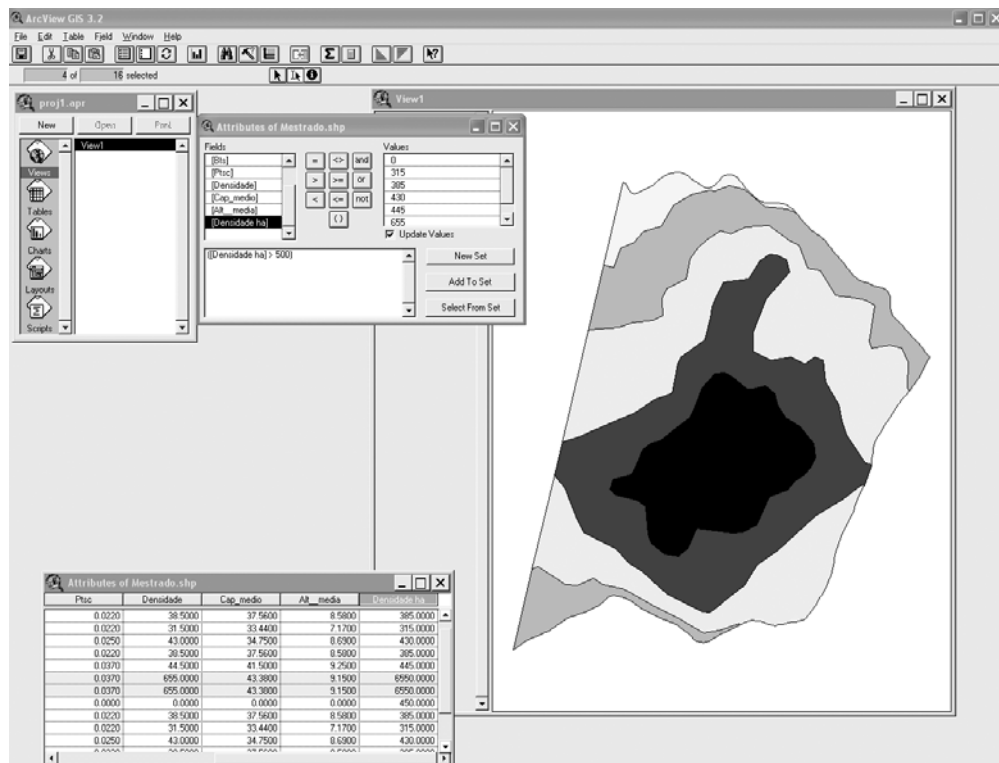 ArcView GIS 3.2
File Edit Table Field Window Help
4 of 16 selected
proj1.apr
New Open Print
View1
Views
Tables
Charts
Layouts
Scripts
Attributes of Mestrado.shp
Fields
[Bits]
[Ptsc]
[Densidade]
[Cap_medio]
[Alt__media]
[Densidade ha]
= <> and
> >= or
< <= not
( )
Values
0
315
385
430
445
655
Update Values
([Densidade ha] > 500)
New Set
Add To Set
Select From Set
View1
Attributes of Mestrado.shp
Ptsc Densidade Cap_medio Alt__media Densidade ha
0.0220 38.5000 37.5600 8.5800 385.0000
0.0220 31.5000 33.4400 7.1700 315.0000
0.0250 43.0000 34.7500 8.6900 430.0000
0.0220 38.5000 37.5600 8.5800 385.0000
0.0370 44.5000 41.5000 9.2500 445.0000
0.0370 655.0000 43.3800 9.1500 6550.0000
0.0370 655.0000 43.3800 9.1500 6550.0000
0.0000 0.0000 0.0000 0.0000 450.0000
0.0220 38.5000 37.5600 8.5800 385.0000
0.0220 31.5000 33.4400 7.1700 315.0000
0.0250 43.0000 34.7500 8.6900 430.0000